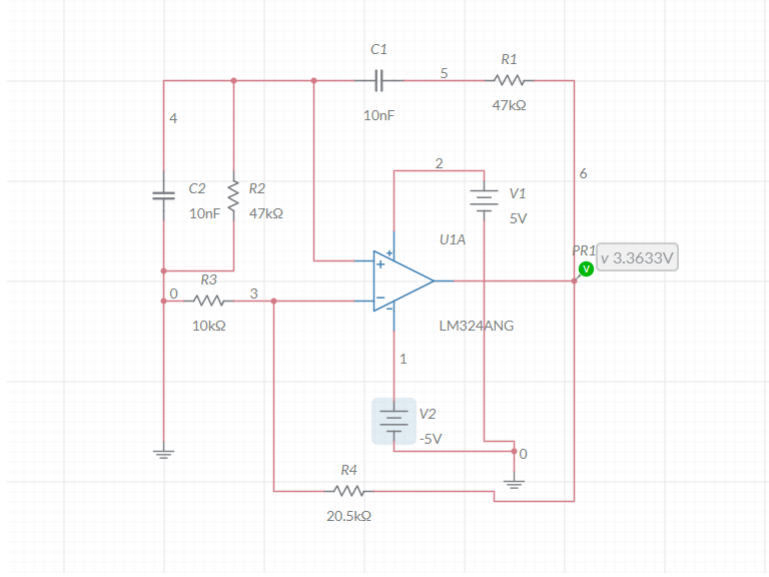 C1
5
R1
10nF
47kΩ
4
2
6
C2
10nF
R2
47kΩ
V1
5V
U1A
PR1
V
v 3.3633V
+
+
−
−
0
R3
3
10kΩ
LM324ANG
1
V2
-5V
0
R4
20.5kΩ